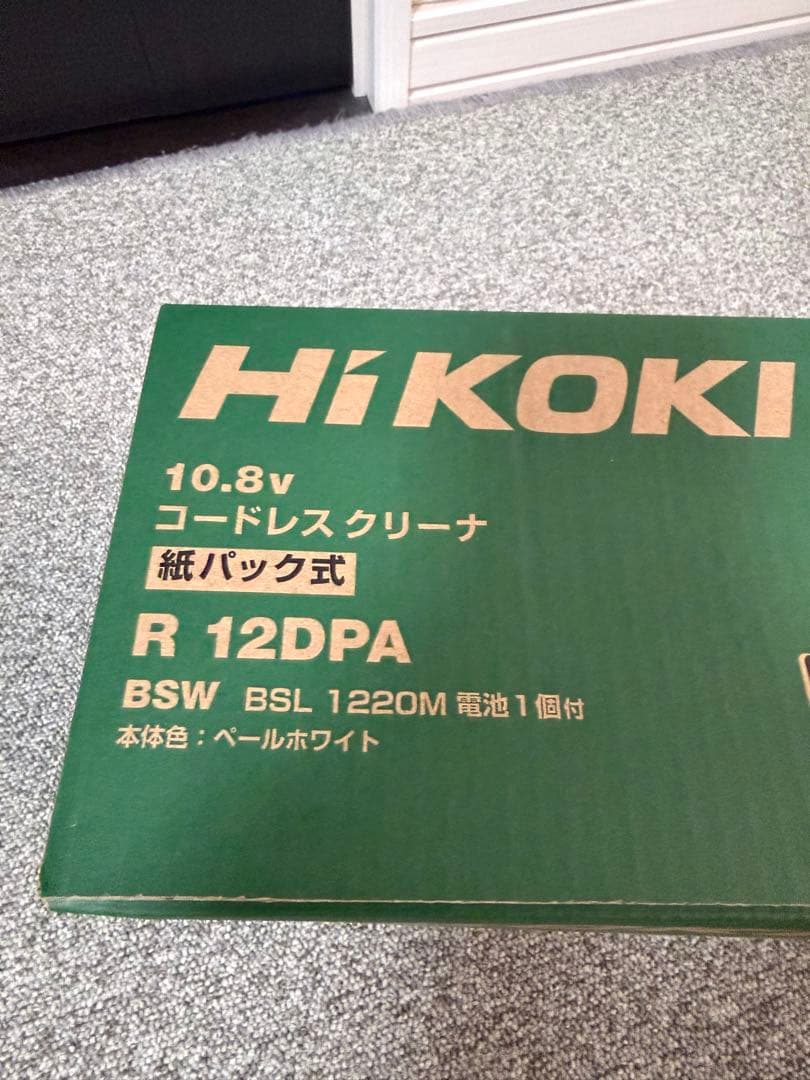 HiKOKI
10.8v
コードレスクリーナ
紙パック式
R 12DPA
BSW BSL 1220M 電池1個付
本体色：ペールホワイト